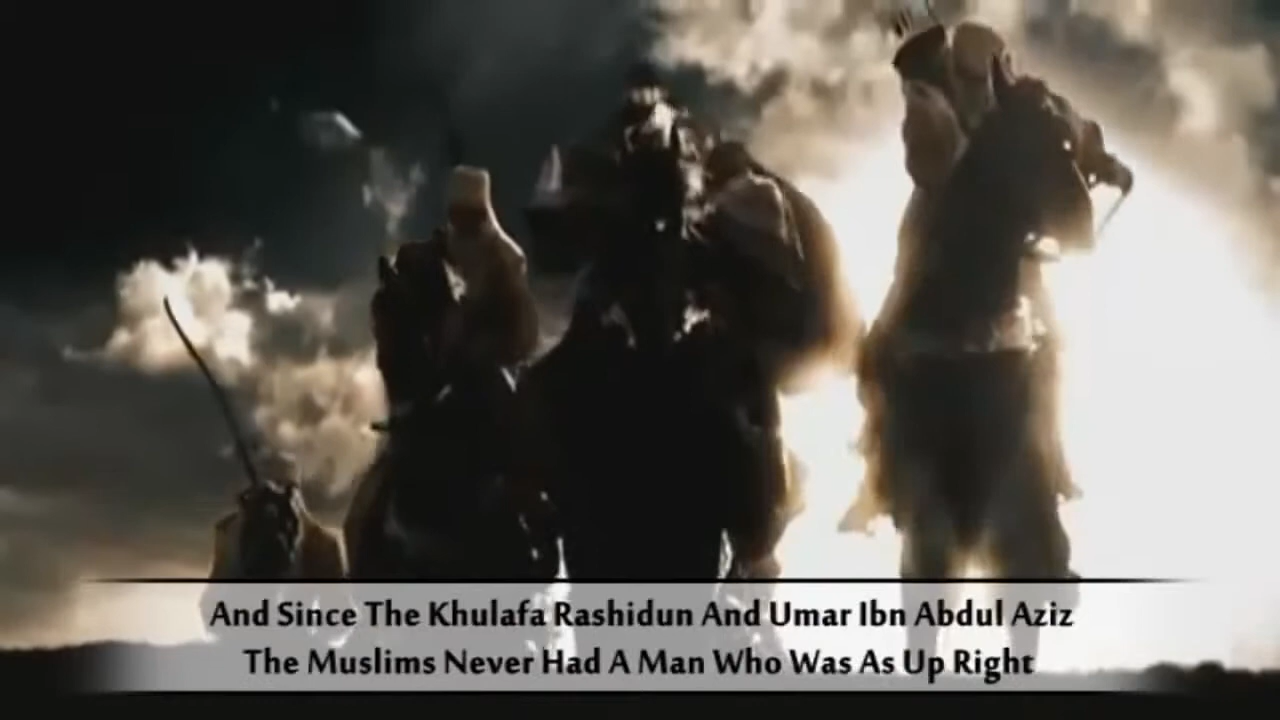 And Since The Khulafa Rashidun And Umar Ibn Abdul Aziz
The Muslims Never Had A Man Who Was As Up Right